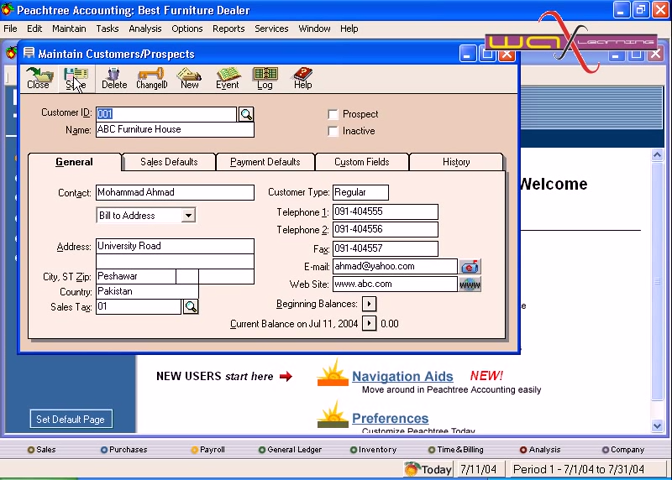 Peachtree Accounting: Best Furniture Dealer
File Edit Maintain Tasks Analysis Options Reports Services Window Help
wax Learning
Maintain Customers/Prospects
Close Save Delete ChangeID New Event Log Help
Customer ID: 001
Prospect
Name: ABC Furniture House
Inactive
General Sales Defaults Payment Defaults Custom Fields History
Contact: Mohammad Ahmad
Customer Type: Regular
Bill to Address
Telephone 1: 091-404555
Telephone 2: 091-404556
Address: University Road
Fax: 091-404557
E-mail: ahmad@yahoo.com
City, ST Zip: Peshawar
Web Site: www.abc.com
WWW
Country: Pakistan
Sales Tax: 01
Beginning Balances:
Current Balance on Jul 11, 2004 0.00
Welcome
e
NEW USERS start here
Navigation Aids NEW!
Move around in Peachtree Accounting easily
Preferences
Customize Peachtree Today
Set Default Page
Sales Purchases Payroll General Ledger Inventory Time & Billing Analysis Company
Today 7/11/04 Period 1 - 7/1/04 to 7/31/04